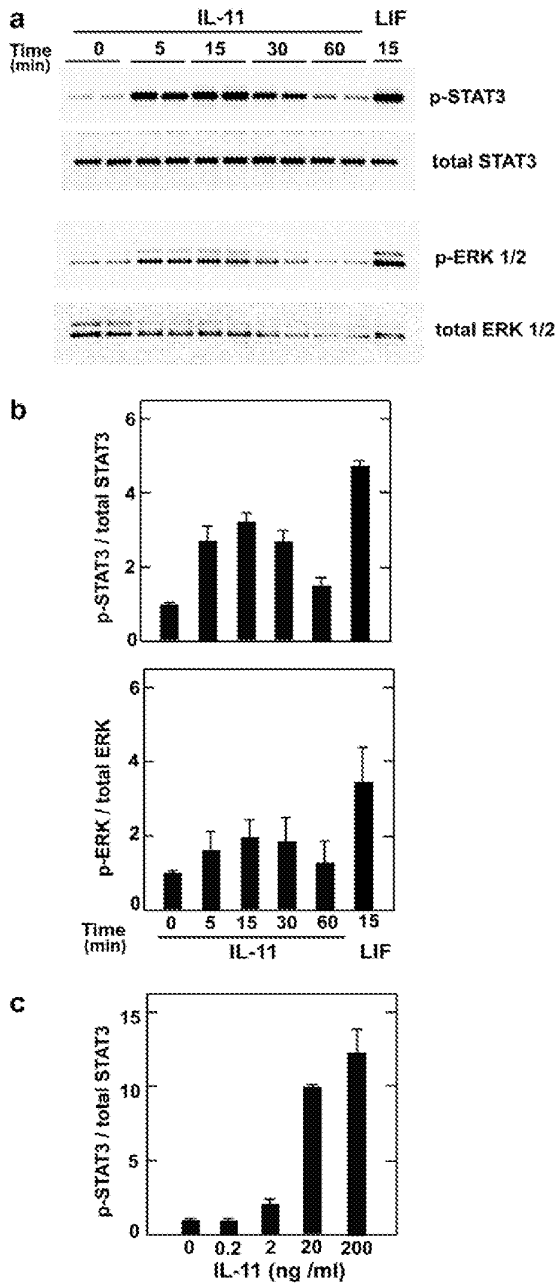 a
IL-11 LIF
Time (min) 0 5 15 30 60 15
p-STAT3
total STAT3
p-ERK 1/2
total ERK 1/2
b
p-STAT3 / total STAT3
6
4
2
0
p-ERK / total ERK
6
4
2
0
Time (min) 0 5 15 30 60 15
IL-11 LIF
c
p-STAT3 / total STAT3
15
10
5
0
0 0.2 2 20 200
IL-11 (ng /ml)